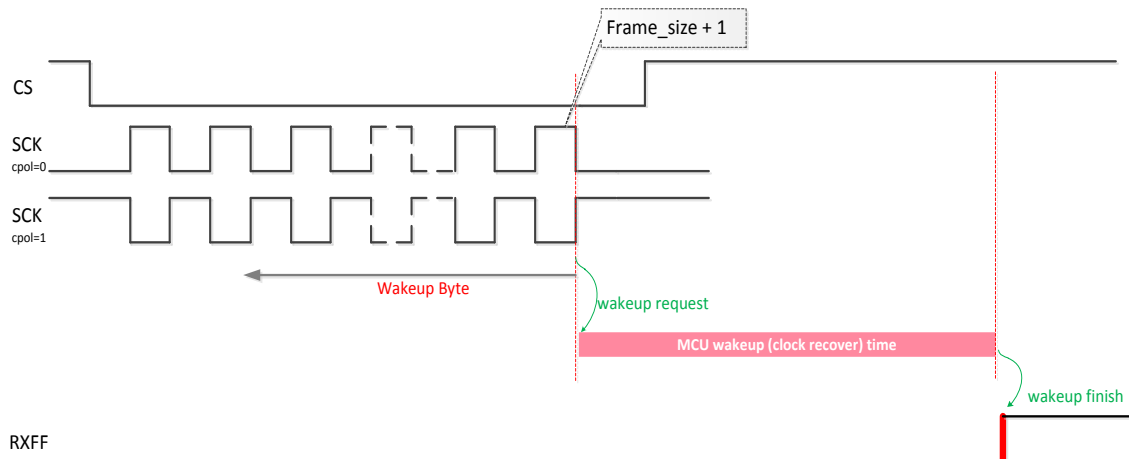 Frame_size + 1
CS
SCK
cpol=0
SCK
cpol=1
Wakeup Byte
wakeup request
MCU wakeup (clock recover) time
wakeup finish
RXFF